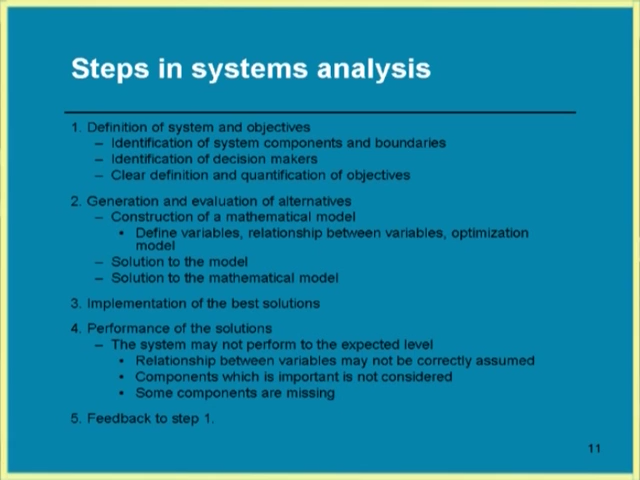 Steps in systems analysis
1. Definition of system and objectives
– Identification of system components and boundaries
– Identification of decision makers
– Clear definition and quantification of objectives
2. Generation and evaluation of alternatives
– Construction of a mathematical model
• Define variables, relationship between variables, optimization
model
– Solution to the model
– Solution to the mathematical model
3. Implementation of the best solutions
4. Performance of the solutions
– The system may not perform to the expected level
• Relationship between variables may not be correctly assumed
• Components which is important is not considered
• Some components are missing
5. Feedback to step 1.
11